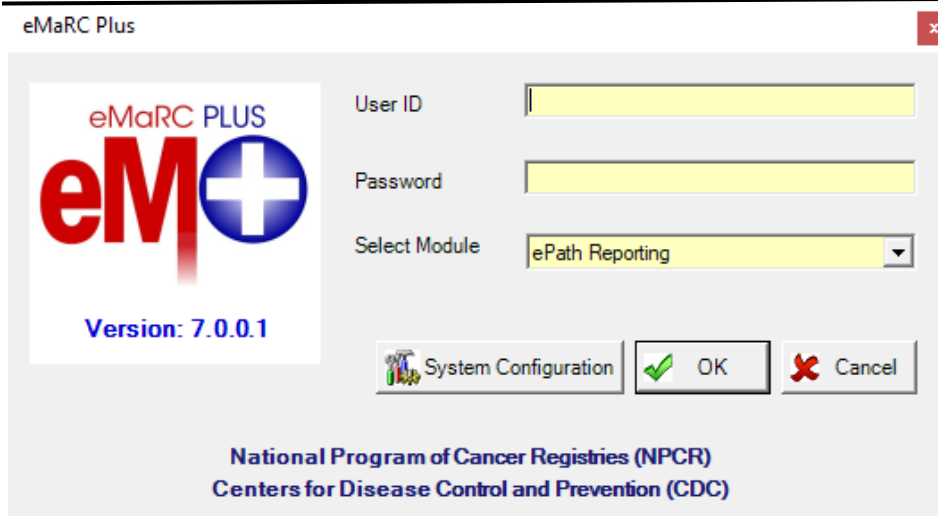 eMaRC Plus
x
eMaRC PLUS
eM
Version: 7.0.0.1
User ID
Password
Select Module
ePath Reporting
System Configuration
OK
Cancel
National Program of Cancer Registries (NPCR)
Centers for Disease Control and Prevention (CDC)